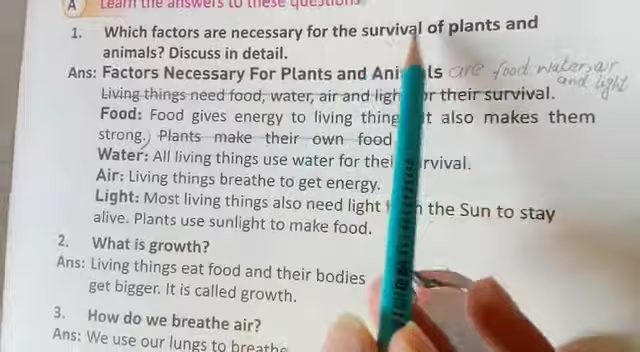 A Learn the answers to these questions
1. Which factors are necessary for the survival of plants and
animals? Discuss in detail.
Ans: Factors Necessary For Plants and Ani ls are food water, air
and light
Living things need food, water, air and ligh or their survival.
Food: Food gives energy to living thing It also makes them
strong. Plants make their own food
Water: All living things use water for thei rvival.
Air: Living things breathe to get energy.
Light: Most living things also need light the Sun to stay
alive. Plants use sunlight to make food.
2. What is growth?
Ans: Living things eat food and their bodies
get bigger. It is called growth.
3. How do we breathe air?
Ans: We use our lungs to breathe